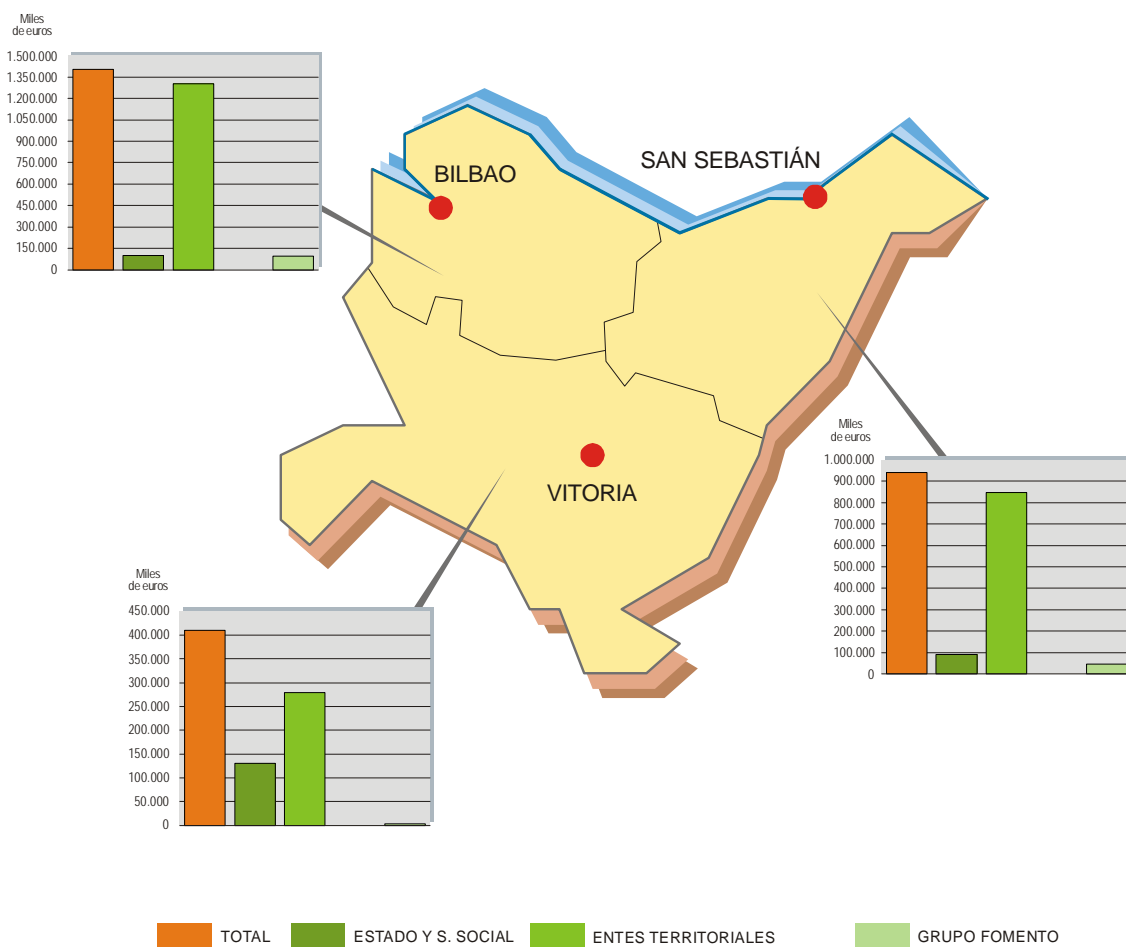 Miles
de euros
1.500.000
1.350.000
1.200.000
1.050.000
900.000
750.000
600.000
450.000
300.000
150.000
0
BILBAO
SAN SEBASTIÁN
VITORIA
Miles
de euros
1.000.000
900.000
800.000
700.000
600.000
500.000
400.000
300.000
200.000
100.000
0
Miles
de euros
450.000
400.000
350.000
300.000
250.000
200.000
150.000
100.000
50.000
0
TOTAL
ESTADO Y S. SOCIAL
ENTES TERRITORIALES
GRUPO FOMENTO